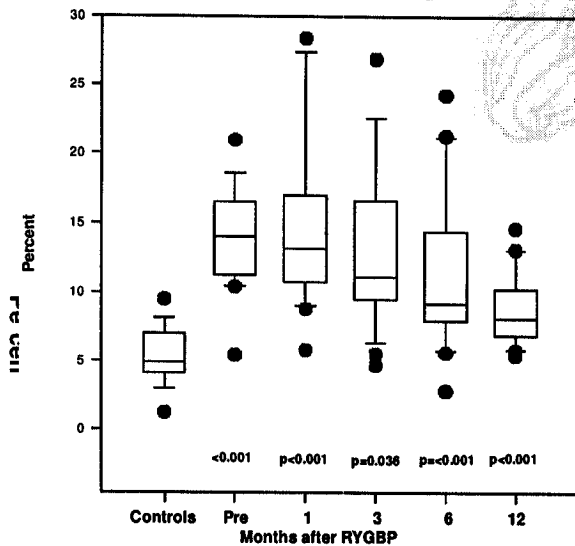 30
25
20
15
10
5
0
Percent
<0.001 p<0.001 p=0.036 p=<0.001 p<0.001
Controls Pre 1 3 6 12
Months after RYGBP